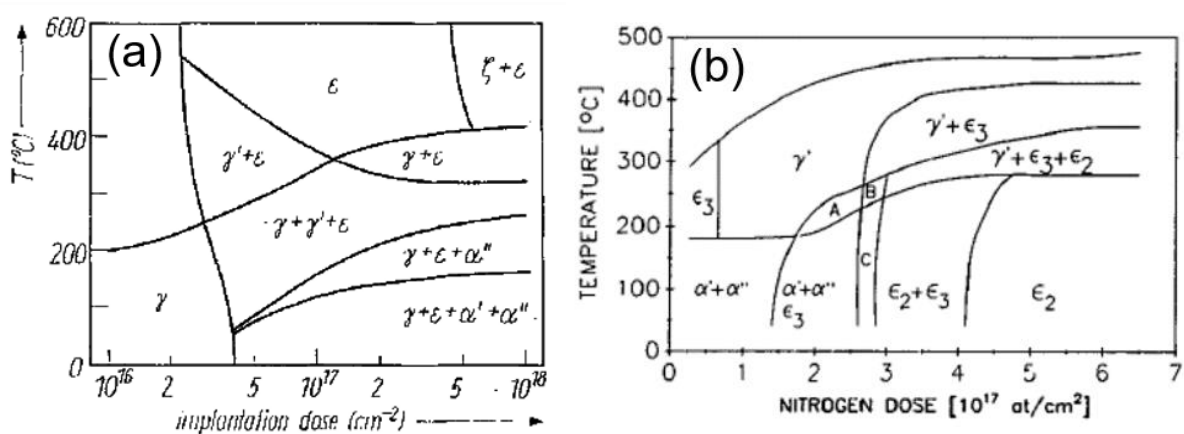 (a)
600
400
200
0
T(°C)
ζ+ε
ε
γ'+ε
γ+ε
γ+γ'+ε
γ+ε+α"
γ
γ+ε+α'+α"
10¹⁶ 2 5 10¹⁷ 2 5 10¹⁸
implantation dose (cm⁻²)
(b)
500
400
300
200
100
0
TEMPERATURE [°C]
γ'
γ'+ε₃
γ'+ε₃+ε₂
ε₃
A
B
C
α'+α"
α'+α"
ε₃
ε₂+ε₃
ε₂
0 1 2 3 4 5 6 7
NITROGEN DOSE [10¹⁷ at/cm²]